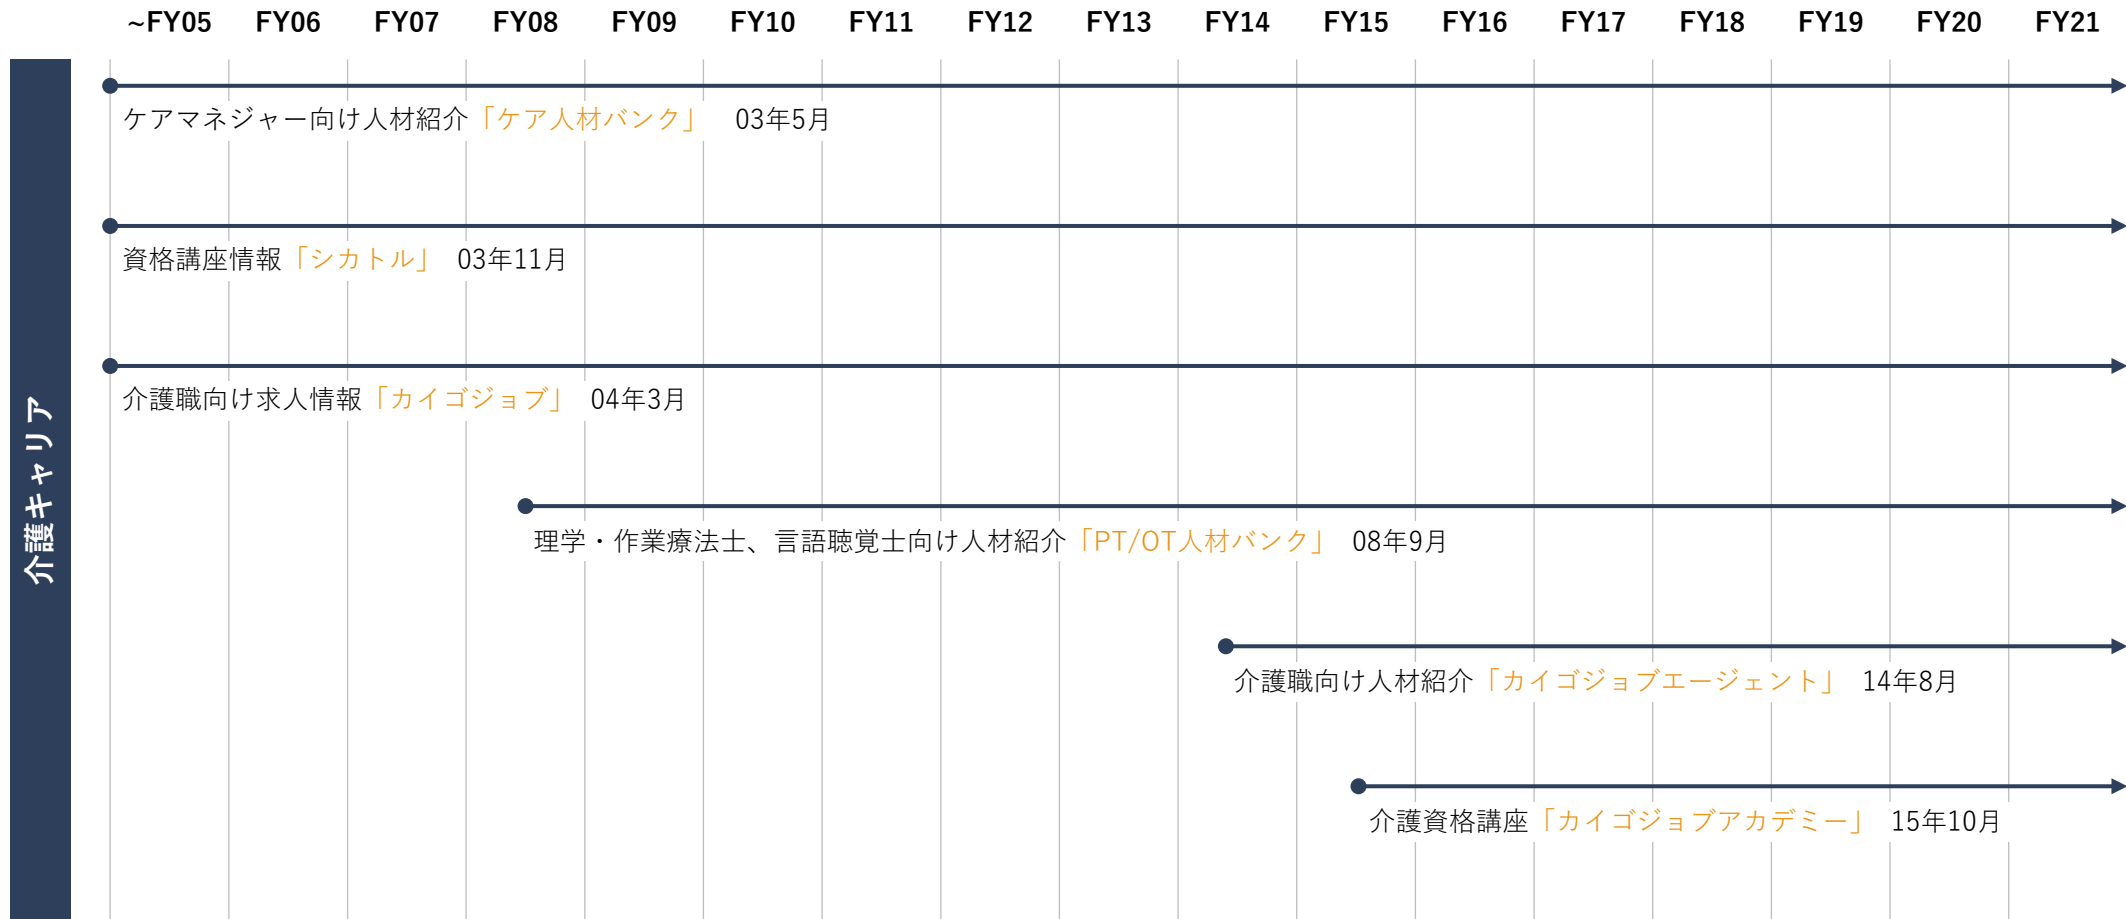 ~FY05 FY06 FY07 FY08 FY09 FY10 FY11 FY12 FY13 FY14 FY15 FY16 FY17 FY18 FY19 FY20 FY21
介護キャリア
ケアマネジャー向け人材紹介「ケア人材バンク」 03年5月
資格講座情報「シカトル」 03年11月
介護職向け求人情報「カイゴジョブ」 04年3月
理学・作業療法士、言語聴覚士向け人材紹介「PT/OT人材バンク」 08年9月
介護職向け人材紹介「カイゴジョブエージェント」 14年8月
介護資格講座「カイゴジョブアカデミー」 15年10月